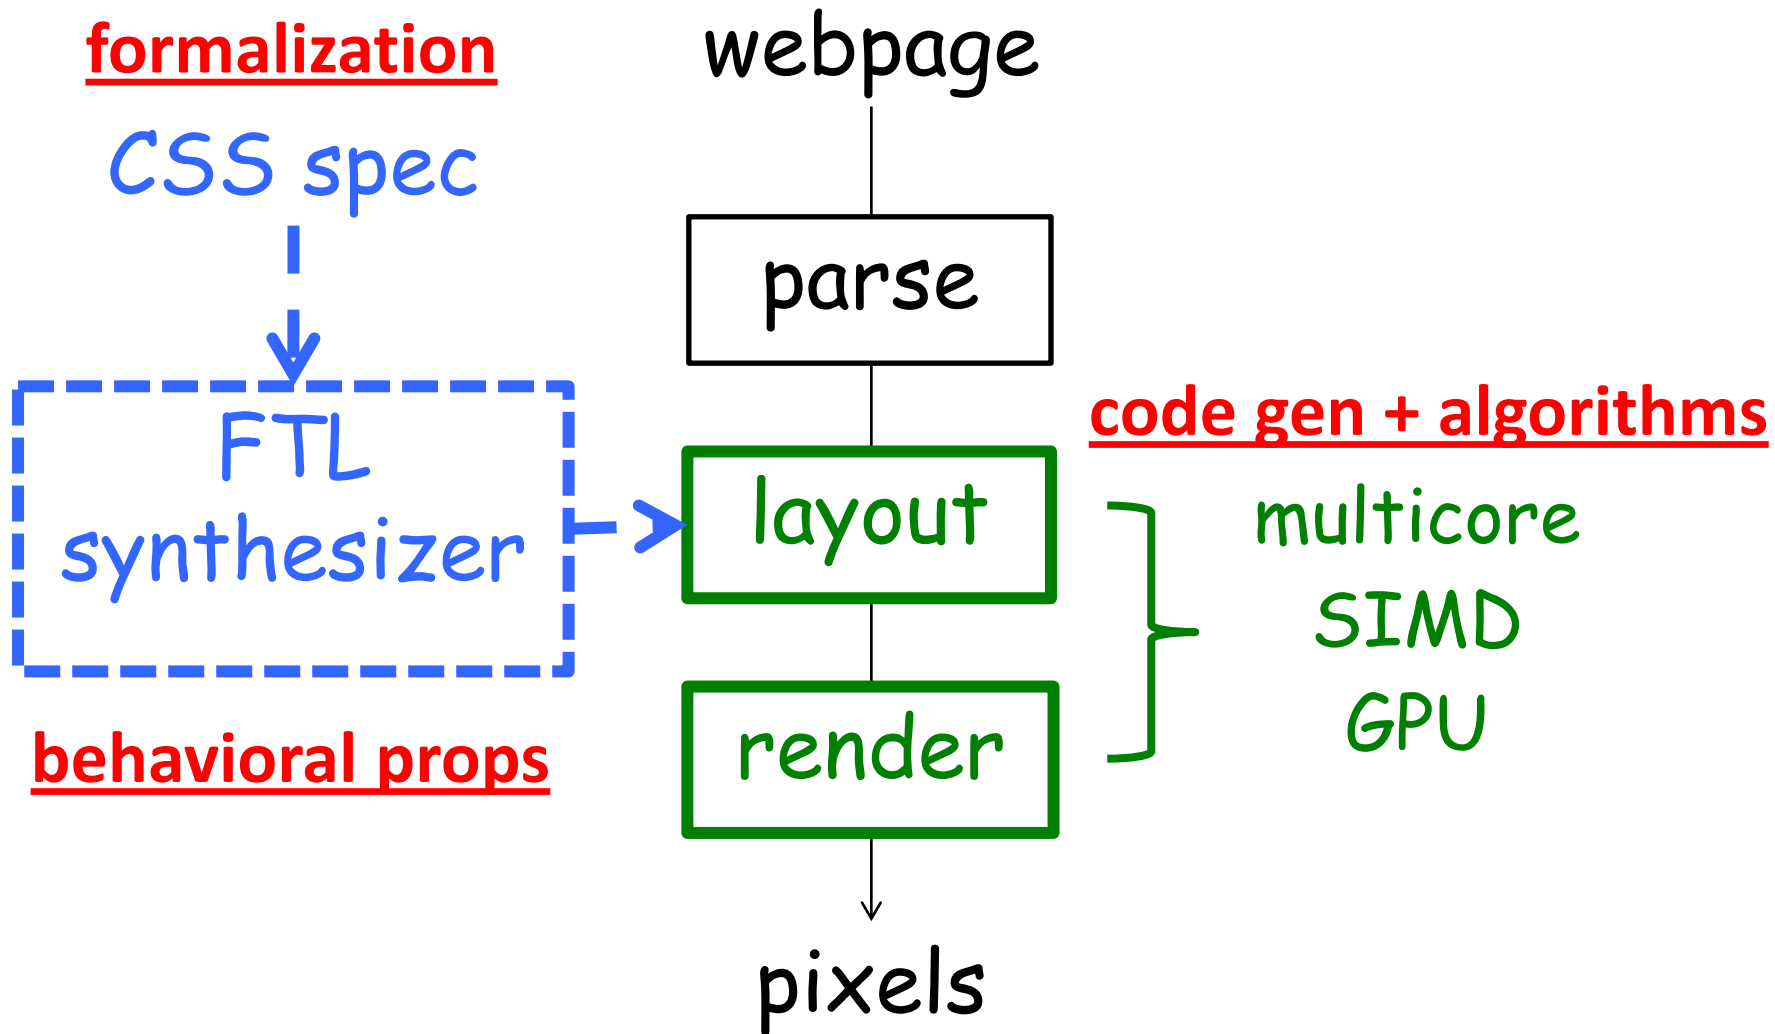 formalization
CSS spec
FTL
synthesizer
behavioral props
webpage
parse
layout
render
pixels
code gen + algorithms
multicore
SIMD
GPU